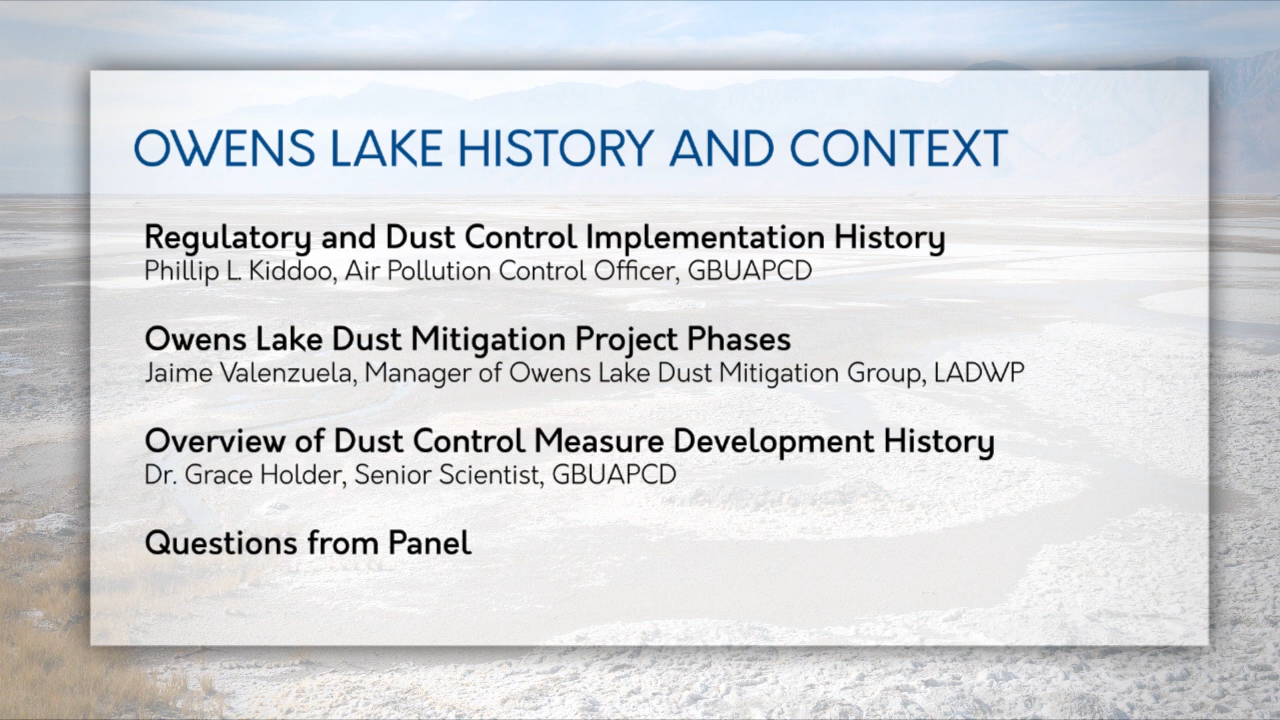 OWENS LAKE HISTORY AND CONTEXT
Regulatory and Dust Control Implementation History
Phillip L. Kiddoo, Air Pollution Control Officer, GBUAPCD
Owens Lake Dust Mitigation Project Phases
Jaime Valenzuela, Manager of Owens Lake Dust Mitigation Group, LADWP
Overview of Dust Control Measure Development History
Dr. Grace Holder, Senior Scientist, GBUAPCD
Questions from Panel